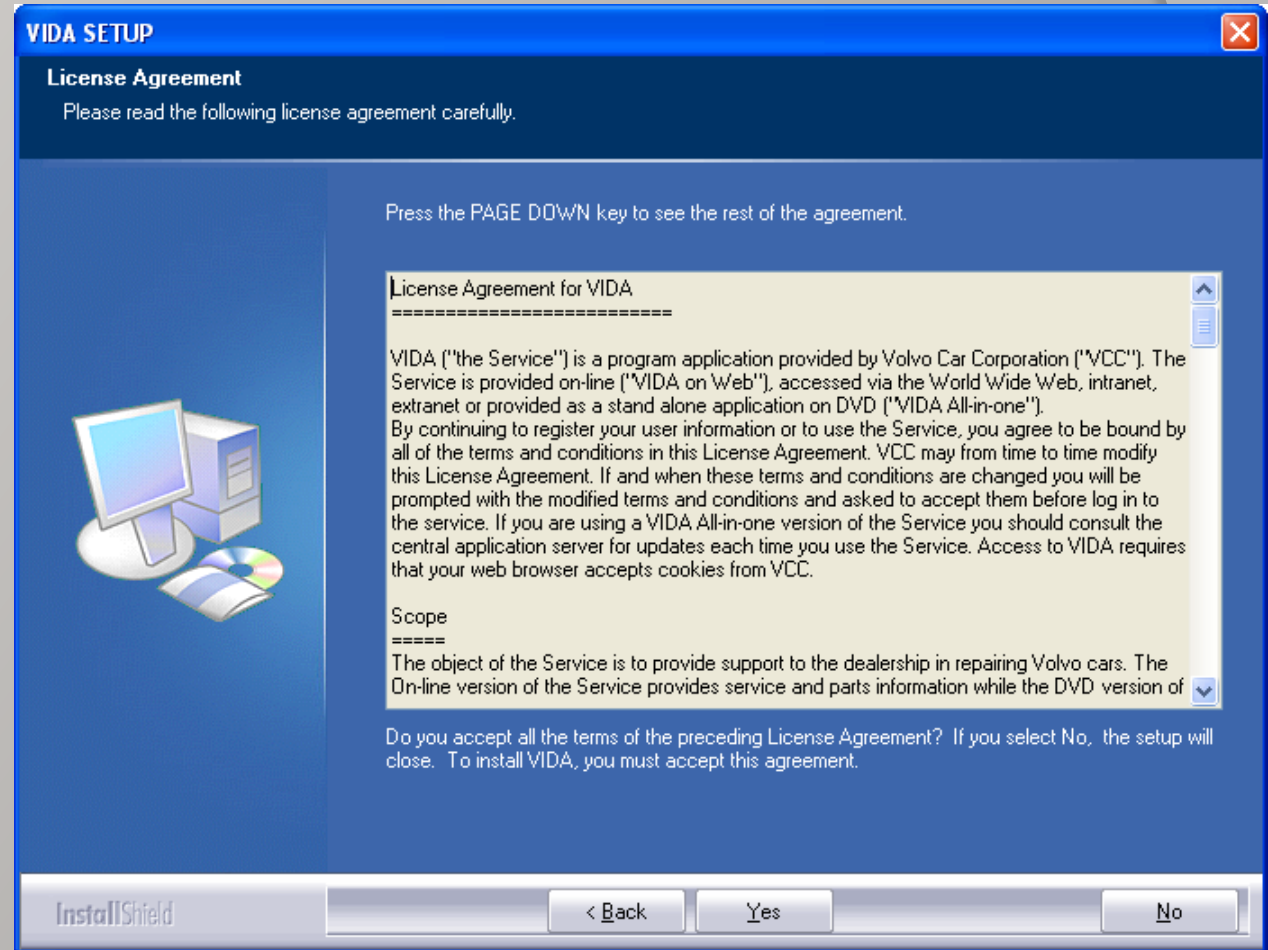 VIDA SETUP
License Agreement
Please read the following license agreement carefully.
Press the PAGE DOWN key to see the rest of the agreement.
License Agreement for VIDA
==========================
VIDA ("the Service") is a program application provided by Volvo Car Corporation ("VCC"). The
Service is provided on-line ("VIDA on Web"), accessed via the World Wide Web, intranet,
extranet or provided as a stand alone application on DVD ("VIDA All-in-one").
By continuing to register your user information or to use the Service, you agree to be bound by
all of the terms and conditions in this License Agreement. VCC may from time to time modify
this License Agreement. If and when these terms and conditions are changed you will be
prompted with the modified terms and conditions and asked to accept them before log in to
the service. If you are using a VIDA All-in-one version of the Service you should consult the
central application server for updates each time you use the Service. Access to VIDA requires
that your web browser accepts cookies from VCC.
Scope
=====
The object of the Service is to provide support to the dealership in repairing Volvo cars. The
On-line version of the Service provides service and parts information while the DVD version of
Do you accept all the terms of the preceding License Agreement?  If you select No,  the setup will
close.  To install VIDA, you must accept this agreement.
InstallShield
< Back
Yes
No